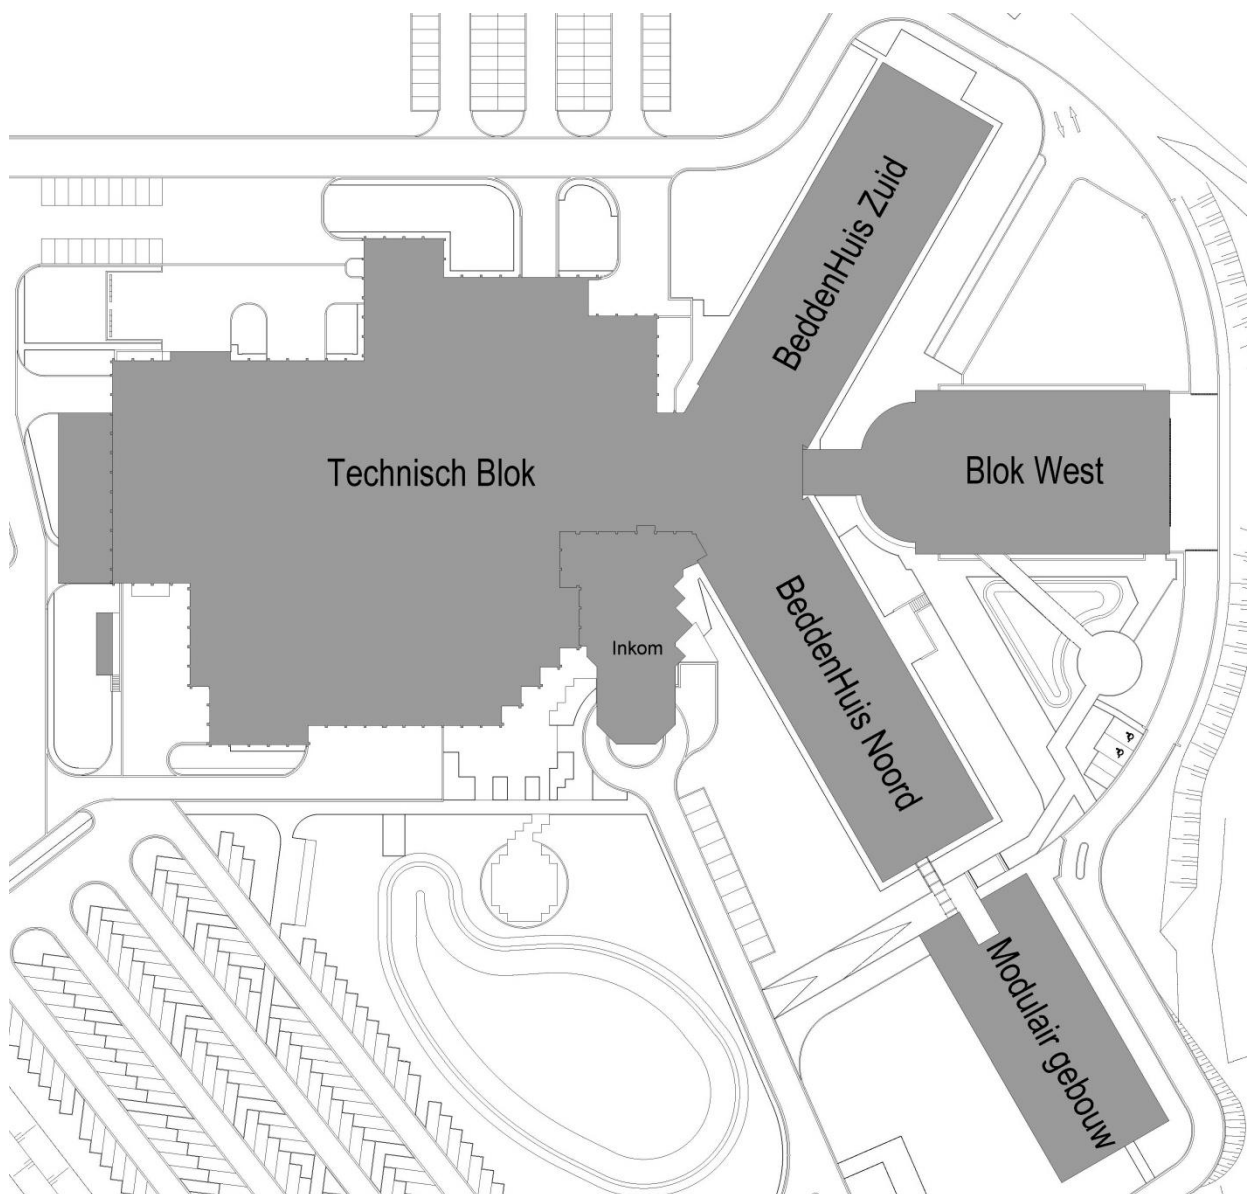 BeddenHuis Zuid
Technisch Blok
Blok West
Inkom
BeddenHuis Noord
Modulair gebouw